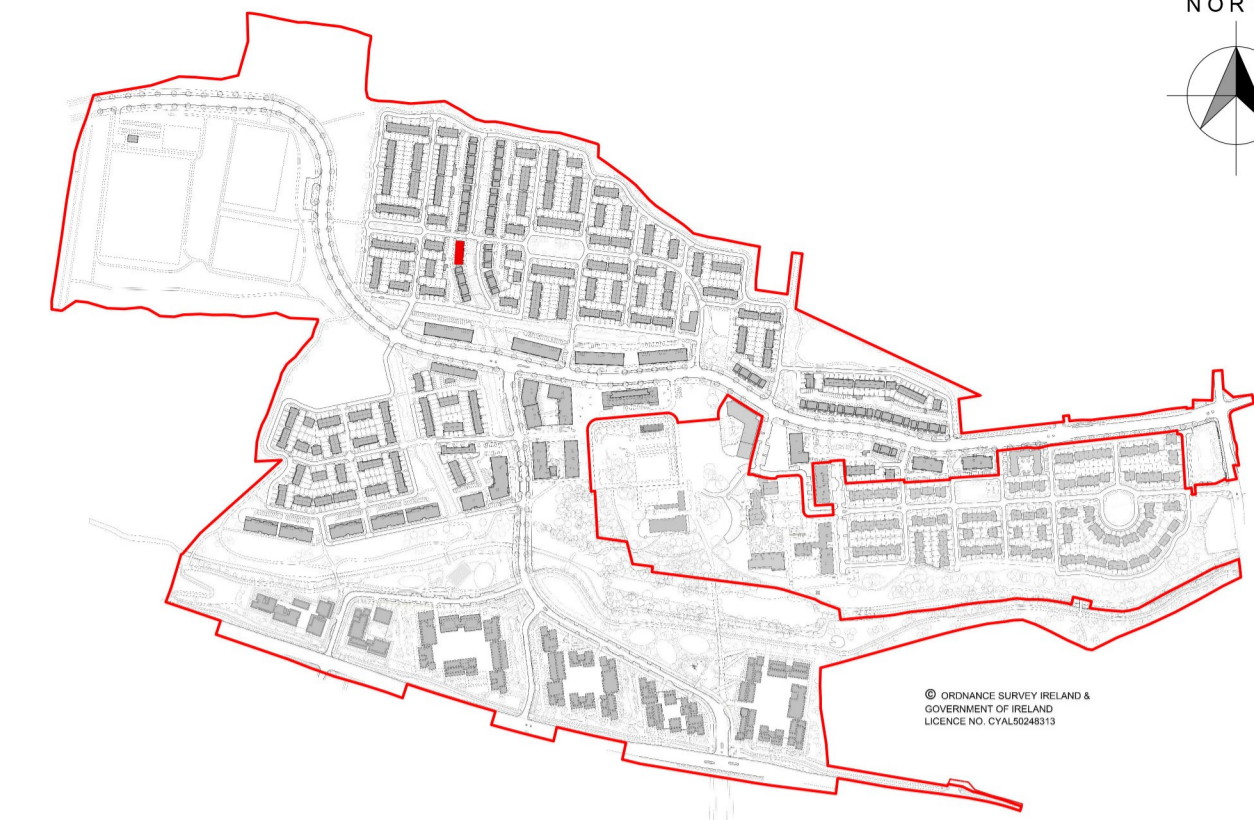 NOR
© ORDNANCE SURVEY IRELAND &
GOVERNMENT OF IRELAND
LICENCE NO. CYAL50248313